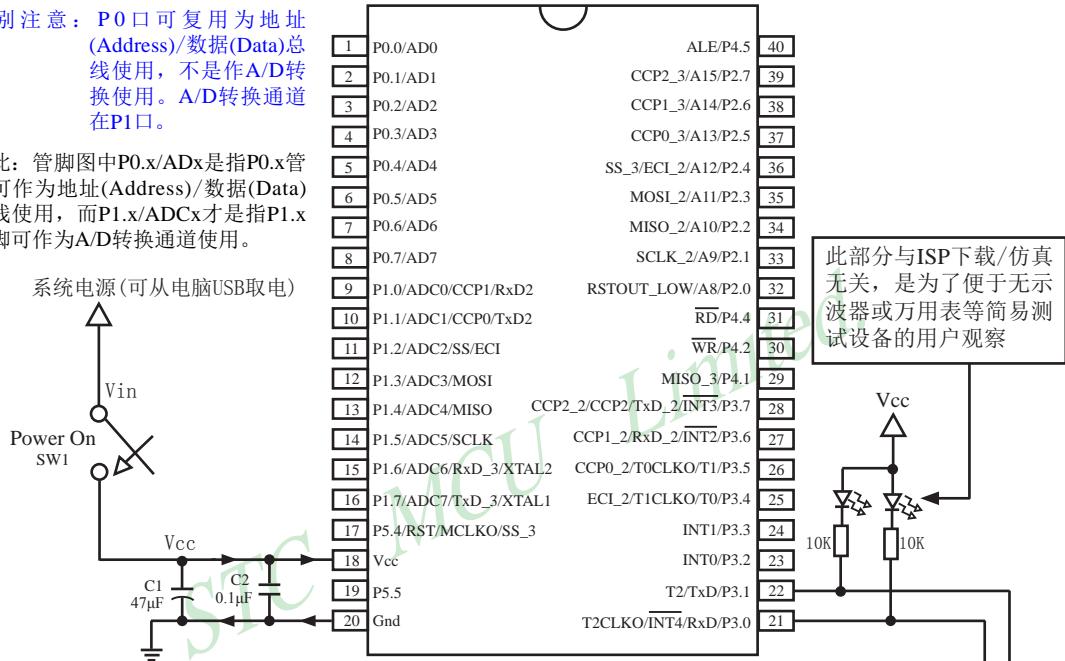 别注意：P0口可复用为地址
(Address)/数据(Data)总
线使用，不是作A/D转
换使用。A/D转换通道
在P1口。
比：管脚图中P0.x/ADx是指P0.x管
可作为地址(Address)/数据(Data)
线使用，而P1.x/ADCx才是指P1.x
脚可作为A/D转换通道使用。
系统电源(可从电脑USB取电)
Vin
Power On
SW1
Vcc
C1
47μF
C2
0.1μF
1 P0.0/AD0
2 P0.1/AD1
3 P0.2/AD2
4 P0.3/AD3
5 P0.4/AD4
6 P0.5/AD5
7 P0.6/AD6
8 P0.7/AD7
9 P1.0/ADC0/CCP1/RxD2
10 P1.1/ADC1/CCP0/TxD2
11 P1.2/ADC2/SS/ECI
12 P1.3/ADC3/MOSI
13 P1.4/ADC4/MISO
14 P1.5/ADC5/SCLK
15 P1.6/ADC6/RxD_3/XTAL2
16 P1.7/ADC7/TxD_3/XTAL1
17 P5.4/RST/MCLKO/SS_3
18 Vcc
19 P5.5
20 Gnd
ALE/P4.5 40
CCP2_3/A15/P2.7 39
CCP1_3/A14/P2.6 38
CCP0_3/A13/P2.5 37
SS_3/ECI_2/A12/P2.4 36
MOSI_2/A11/P2.3 35
MISO_2/A10/P2.2 34
SCLK_2/A9/P2.1 33
RSTOUT_LOW/A8/P2.0 32
RD/P4.4 31
WR/P4.2 30
MISO_3/P4.1 29
CCP2_2/CCP2/TxD_2/INT3/P3.7 28
CCP1_2/RxD_2/INT2/P3.6 27
CCP0_2/T0CLKO/T1/P3.5 26
ECI_2/T1CLKO/T0/P3.4 25
INT1/P3.3 24
INT0/P3.2 23
T2/TxD/P3.1 22
T2CLKO/INT4/RxD/P3.0 21
此部分与ISP下载/仿真
无关，是为了便于无示
波器或万用表等简易测
试设备的用户观察
Vcc
10K
10K
STC MCU Limited.